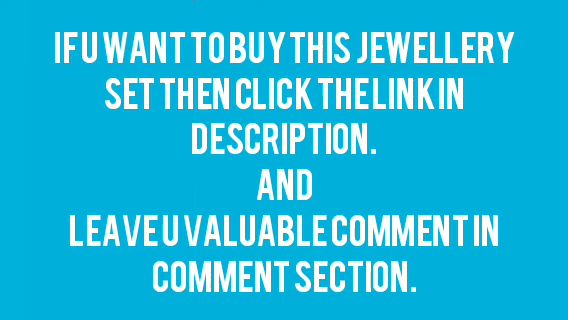 IF U WANT TO BUY THIS JEWELLERY
SET THEN CLICK THE LINK IN
DESCRIPTION.
AND
LEAVE U VALUABLE COMMENT IN
COMMENT SECTION.